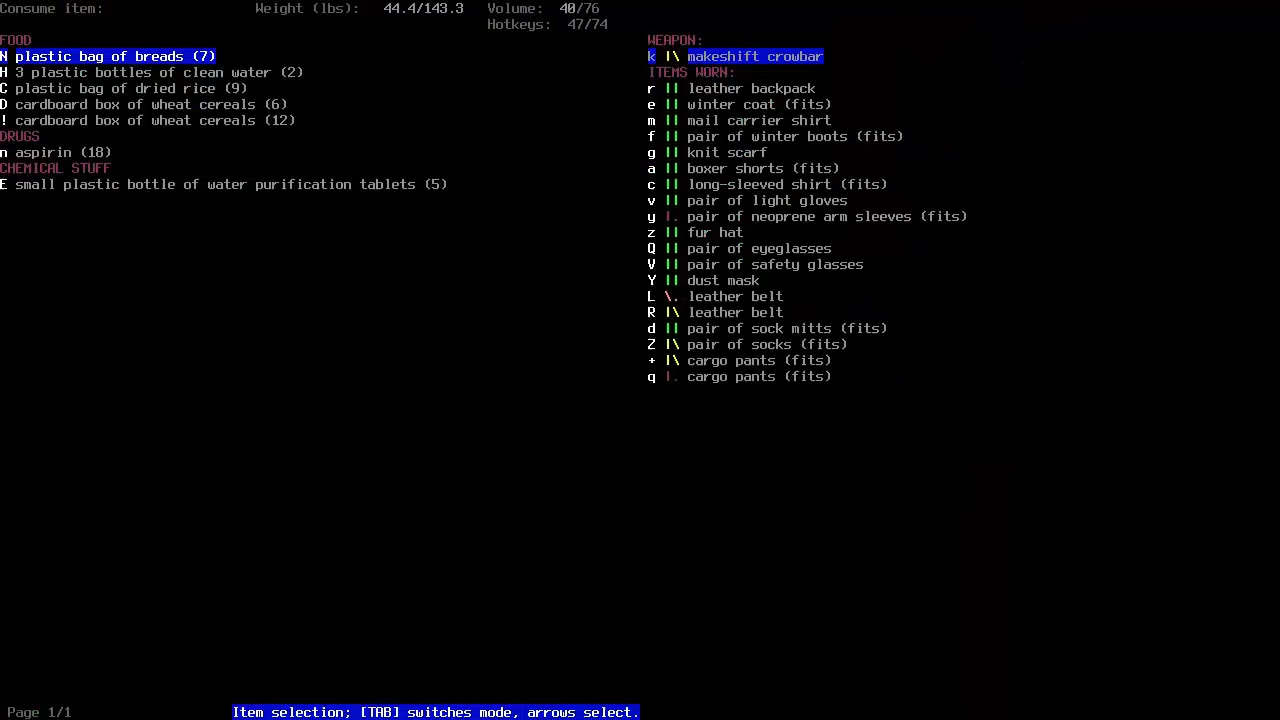 Consume item: Weight (lbs): 44.4/143.3 Volume: 40/76
Hotkeys: 47/74
FOOD
N plastic bag of breads (7)
H 3 plastic bottles of clean water (2)
C plastic bag of dried rice (9)
D cardboard box of wheat cereals (6)
! cardboard box of wheat cereals (12)
DRUGS
n aspirin (18)
CHEMICAL STUFF
E small plastic bottle of water purification tablets (5)
WEAPON:
k |\ makeshift crowbar
ITEMS WORN:
r || leather backpack
e || winter coat (fits)
m || mail carrier shirt
f || pair of winter boots (fits)
g || knit scarf
a || boxer shorts (fits)
c || long-sleeved shirt (fits)
v || pair of light gloves
y |. pair of neoprene arm sleeves (fits)
z || fur hat
Q || pair of eyeglasses
V || pair of safety glasses
Y || dust mask
L \. leather belt
R |\ leather belt
d || pair of sock mitts (fits)
Z |\ pair of socks (fits)
+ |\ cargo pants (fits)
q |. cargo pants (fits)
Page 1/1 Item selection; [TAB] switches mode, arrows select.